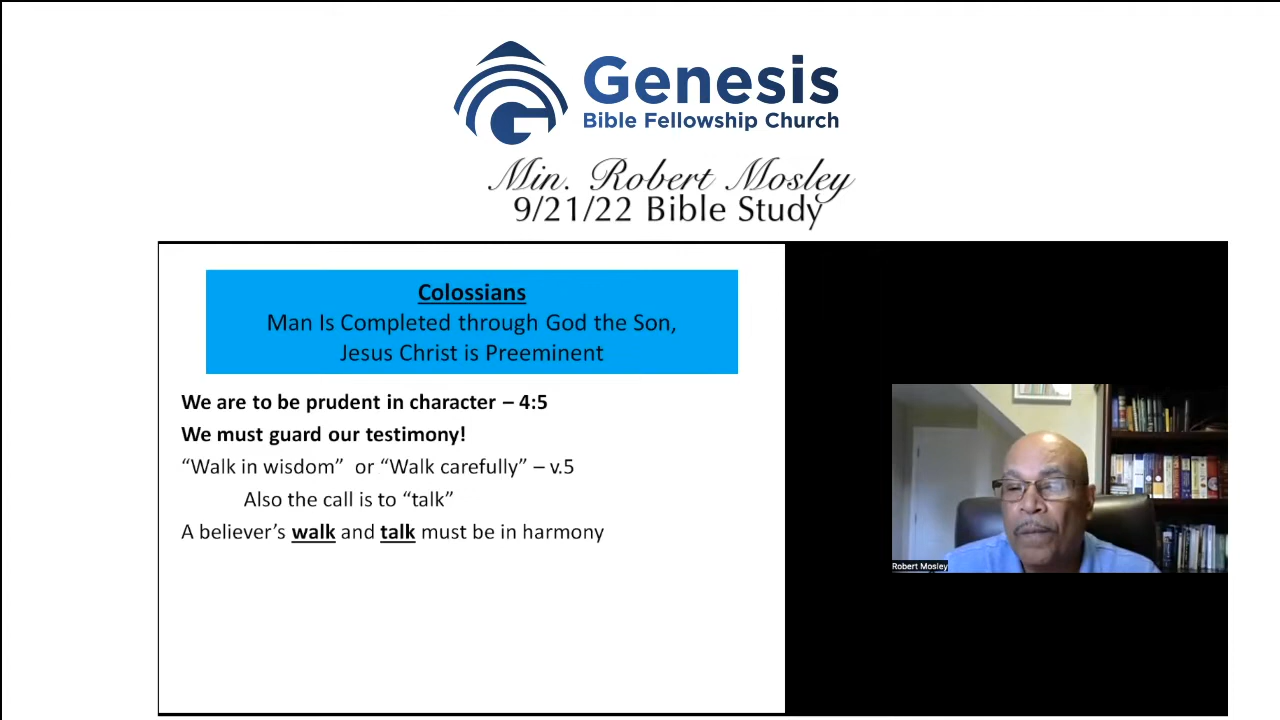 Genesis
Bible Fellowship Church
Min. Robert Mosley
9/21/22 Bible Study
Colossians
Man Is Completed through God the Son,
Jesus Christ is Preeminent
We are to be prudent in character – 4:5
We must guard our testimony!
“Walk in wisdom”  or “Walk carefully” – v.5
Also the call is to “talk”
A believer’s walk and talk must be in harmony
Robert Mosley